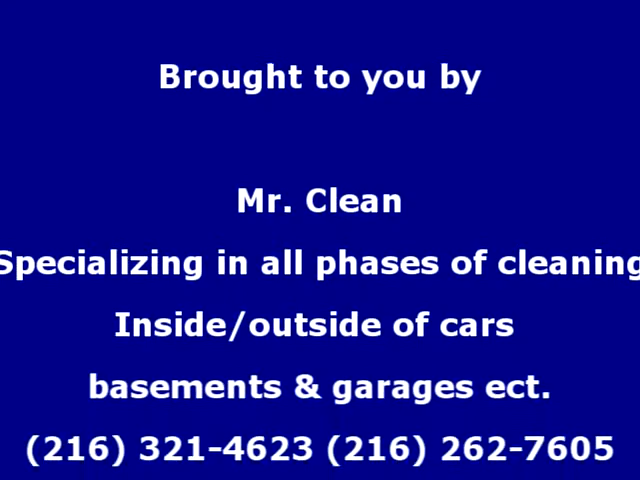 Brought to you by
Mr. Clean
Specializing in all phases of cleaning
Inside/outside of cars
basements & garages ect.
(216) 321-4623 (216) 262-7605